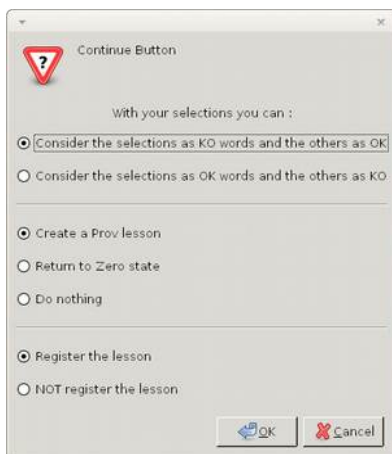 ?
Continue Button
With your selections you can :
Consider the selections as KO words and the others as OK
Consider the selections as OK words and the others as KO
Create a Prov lesson
Return to Zero state
Do nothing
Register the lesson
NOT register the lesson
OK Cancel